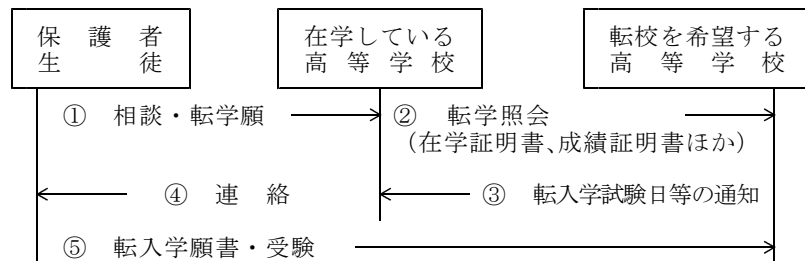 保護者
生徒
在学している
高等学校
転校を希望する
高等学校
① 相談・転学願
② 転学照会
(在学証明書、成績証明書ほか)
④ 連絡
③ 転入学試験日等の通知
⑤ 転入学願書・受験